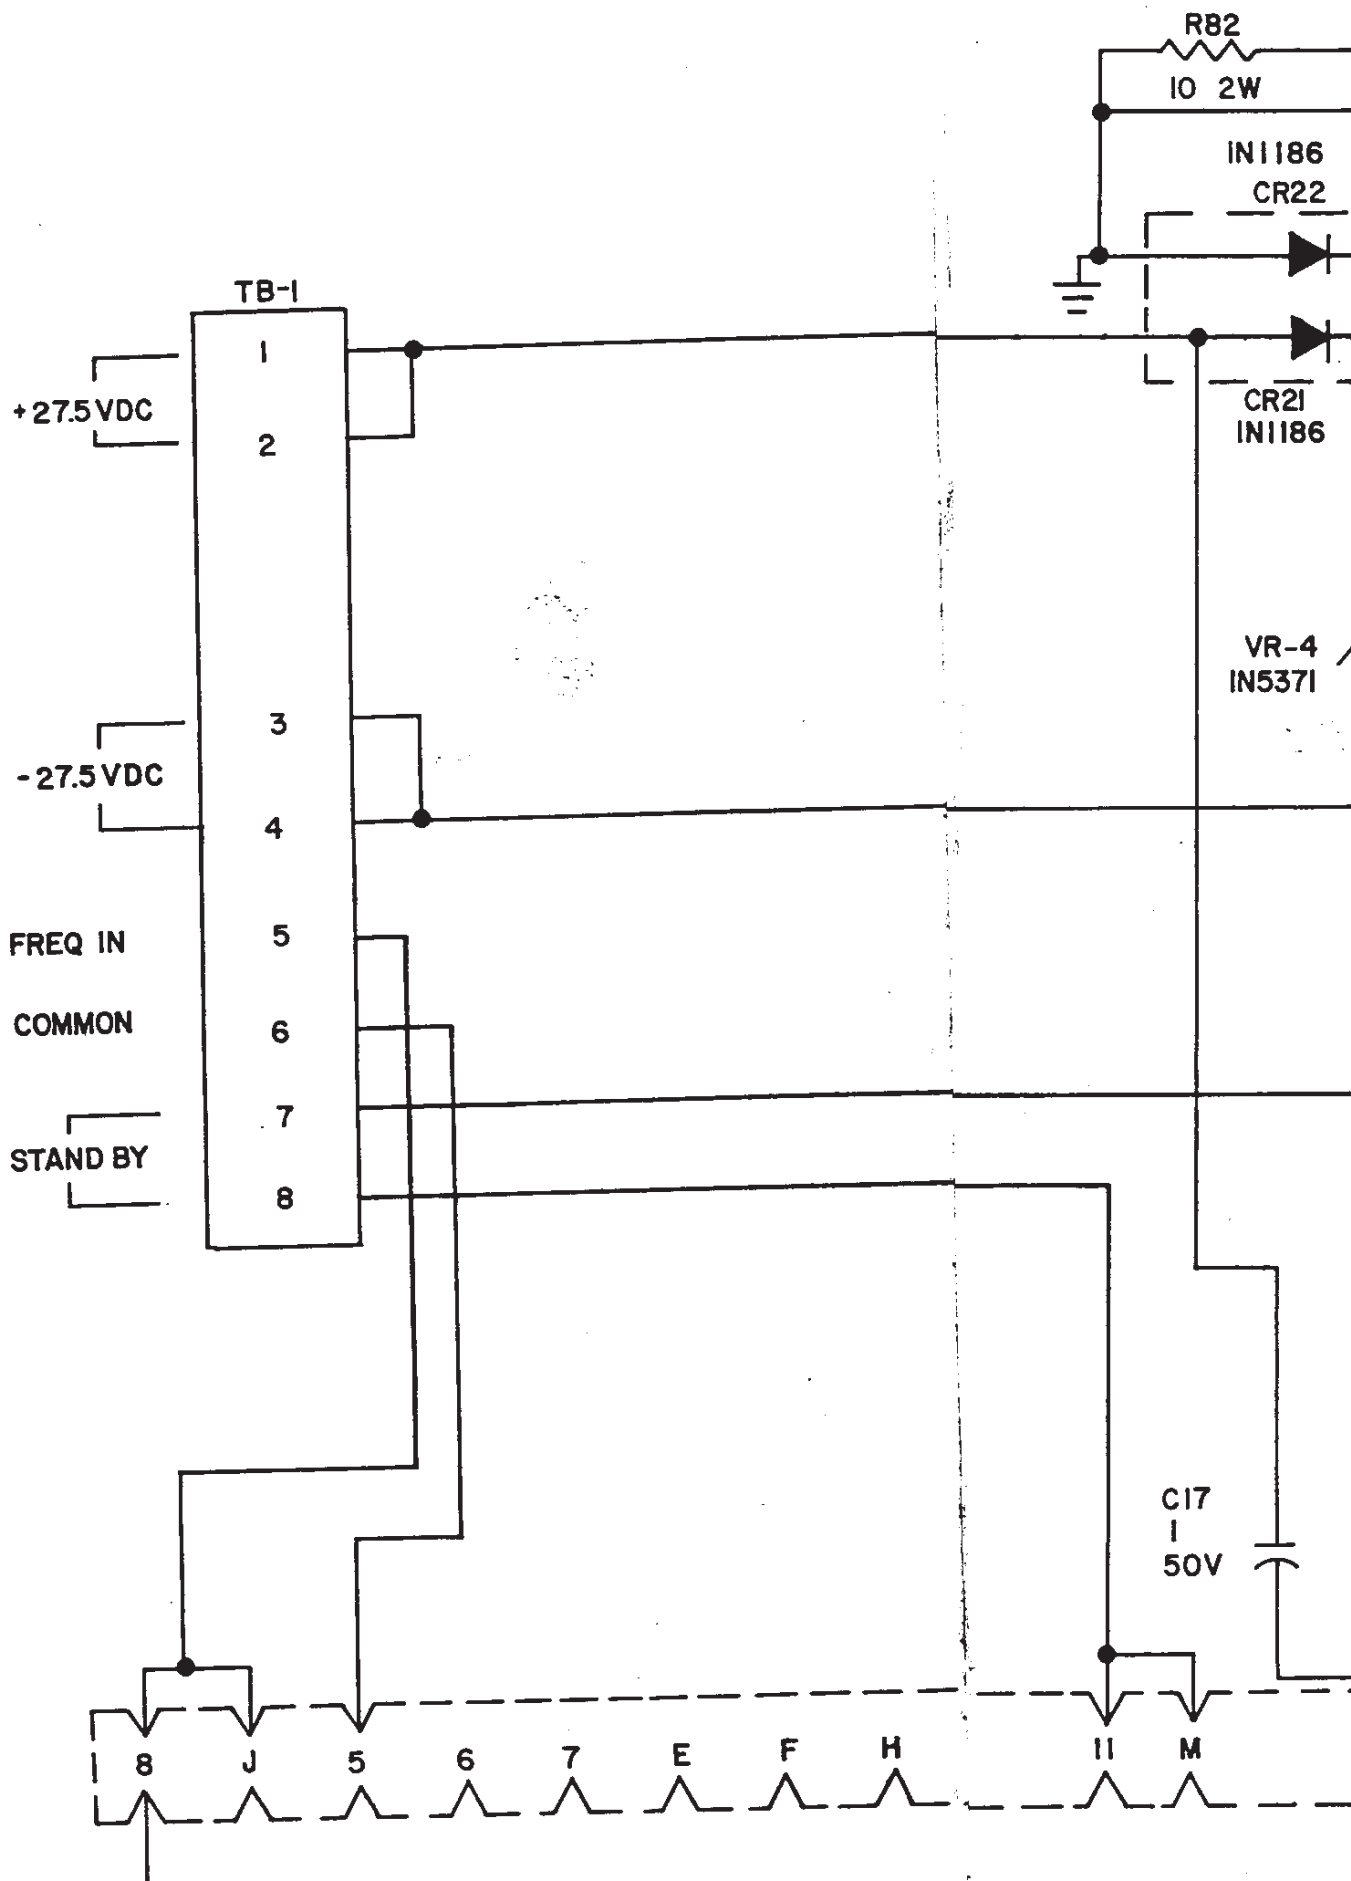 R82
10 2W
IN1186
CR22
TB-1
1
+27.5VDC
2
CR21
IN1186
VR-4
IN5371
3
-27.5VDC
4
5
FREQ IN
6
COMMON
7
STAND BY
8
C17
1
50V
8 J 5 6 7 E F H 11 M